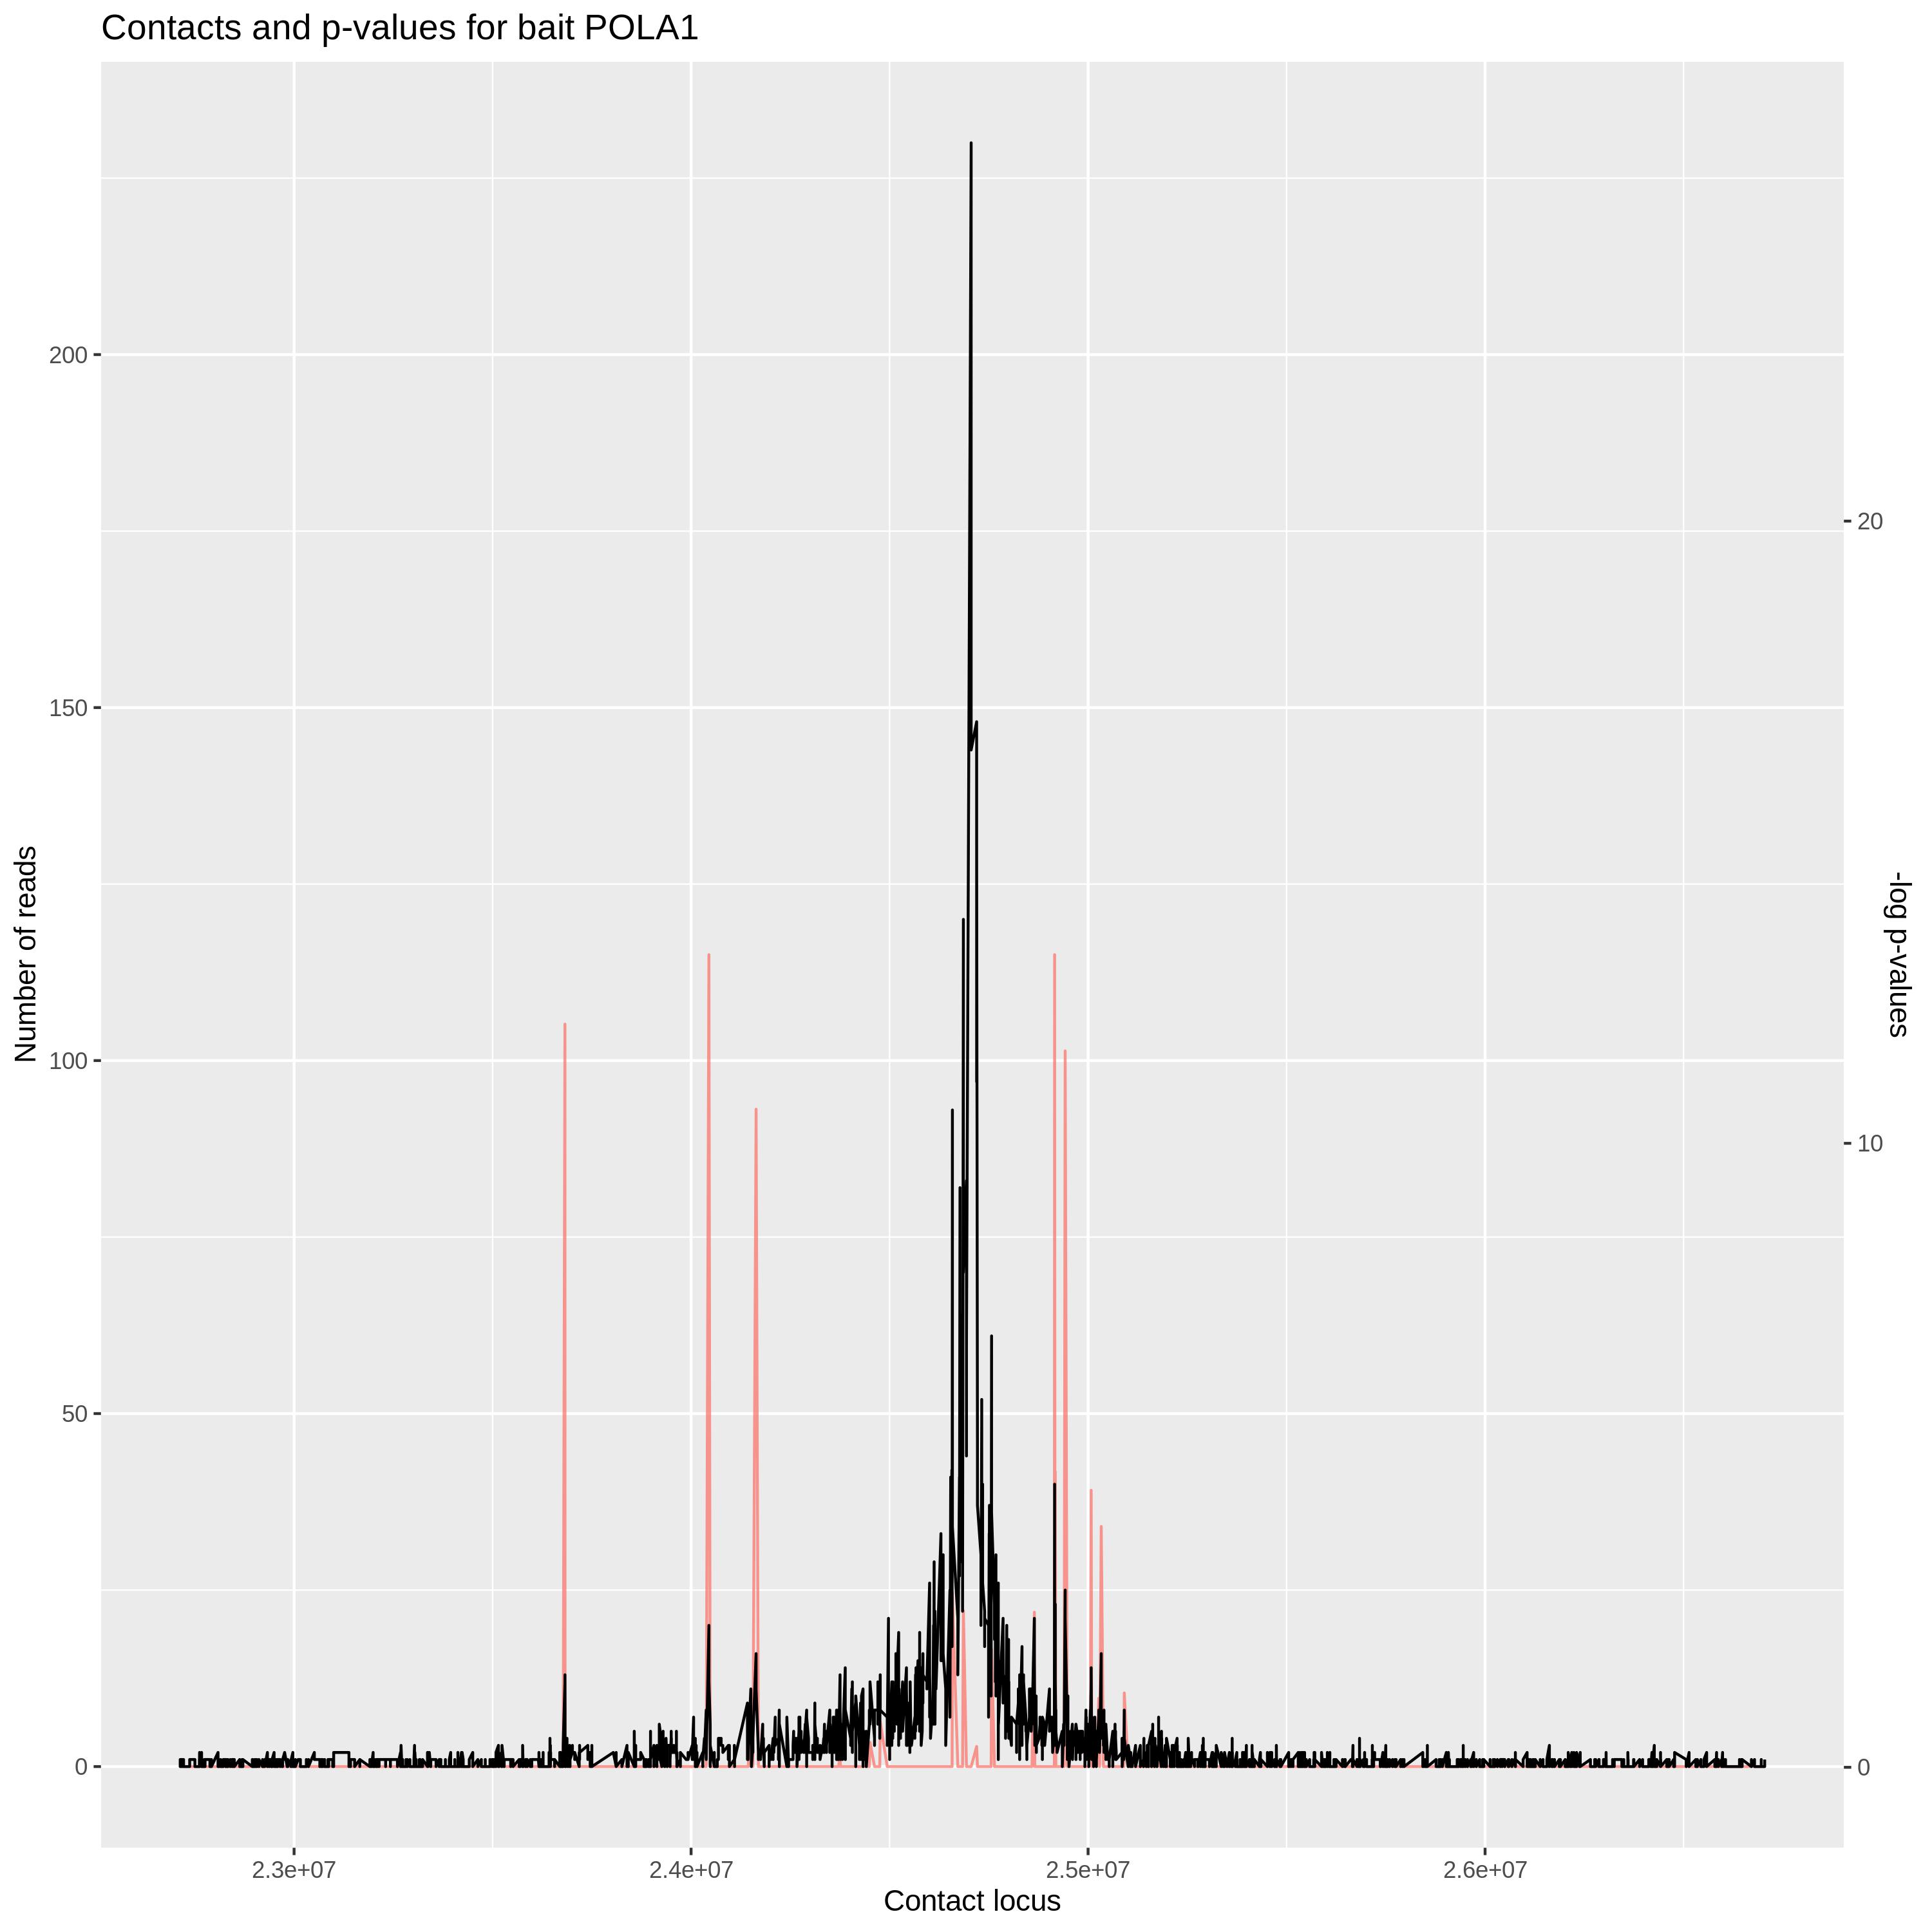 Contacts and p-values for bait POLA1
200
150
100
50
0
Number of reads
20
10
0
-log p-values
2.3e+07
2.4e+07
2.5e+07
2.6e+07
Contact locus